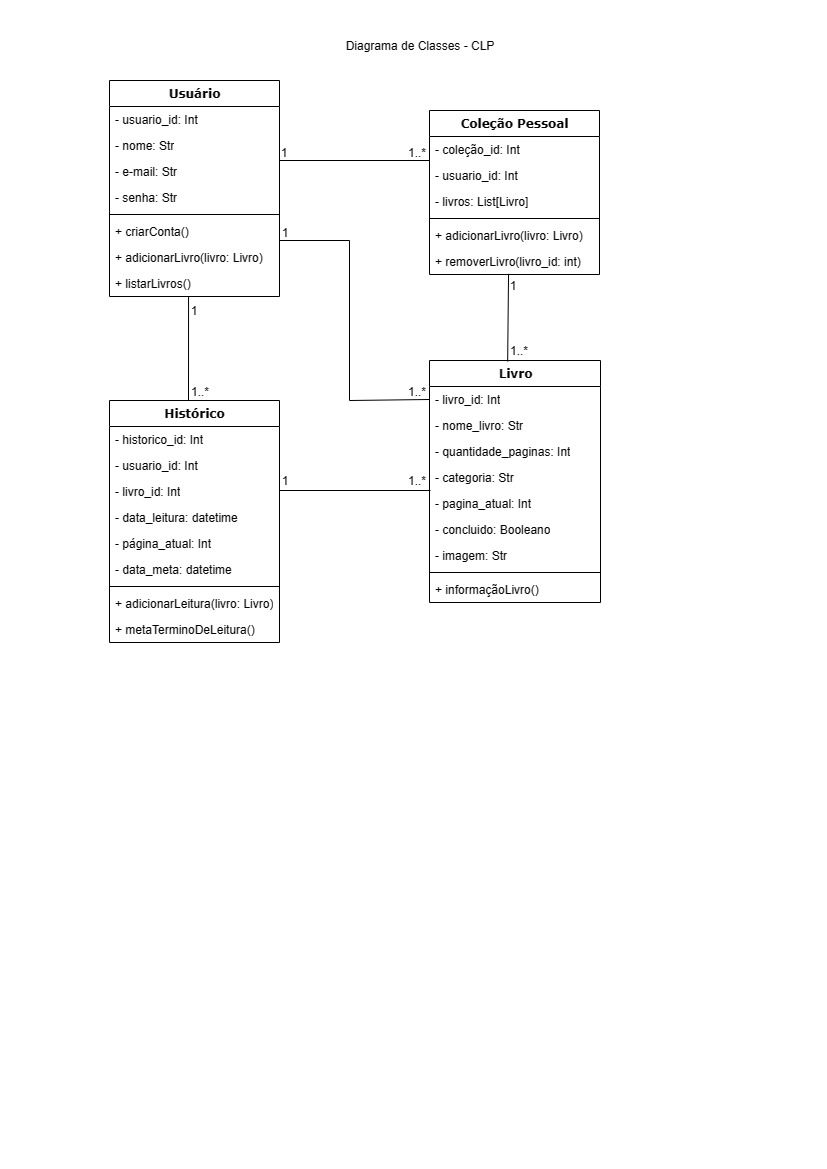 Diagrama de Classes - CLP
Usuário
- usuario_id: Int
- nome: Str
- e-mail: Str
- senha: Str
+ criarConta()
+ adicionarLivro(livro: Livro)
+ listarLivros()
1
1..*
Coleção Pessoal
- coleção_id: Int
- usuario_id: Int
- livros: List[Livro]
+ adicionarLivro(livro: Livro)
+ removerLivro(livro_id: int)
1
1..*
1
1..*
1
1..*
Histórico
- historico_id: Int
- usuario_id: Int
- livro_id: Int
- data_leitura: datetime
- página_atual: Int
- data_meta: datetime
+ adicionarLeitura(livro: Livro)
+ metaTerminoDeLeitura()
1
1..*
Livro
- livro_id: Int
- nome_livro: Str
- quantidade_paginas: Int
- categoria: Str
- pagina_atual: Int
- concluido: Booleano
- imagem: Str
+ informaçãoLivro()